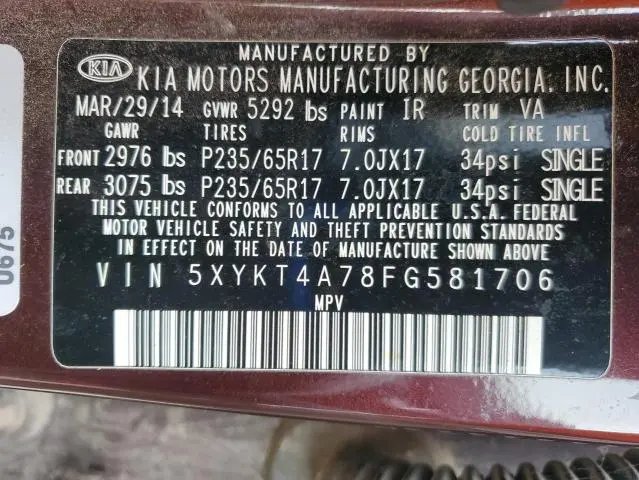 MANUFACTURED BY
KIA KIA MOTORS MANUFACTURING GEORGIA. INC.
MAR/29/14 GVWR 5292 lbs PAINT IR TRIM VA
GAWR TIRES RIMS COLD TIRE INFL
FRONT 2976 lbs P235/65R17 7.0JX17 34psi SINGLE
REAR 3075 lbs P235/65R17 7.0JX17 34psi SINGLE
THIS VEHICLE CONFORMS TO ALL APPLICABLE U.S.A. FEDERAL
MOTOR VEHICLE SAFETY AND THEFT PREVENTION STANDARDS
IN EFFECT ON THE DATE OF MANUFACTURE SHOWN ABOVE
VIN 5XYKT4A78FG581706
MPV
0675